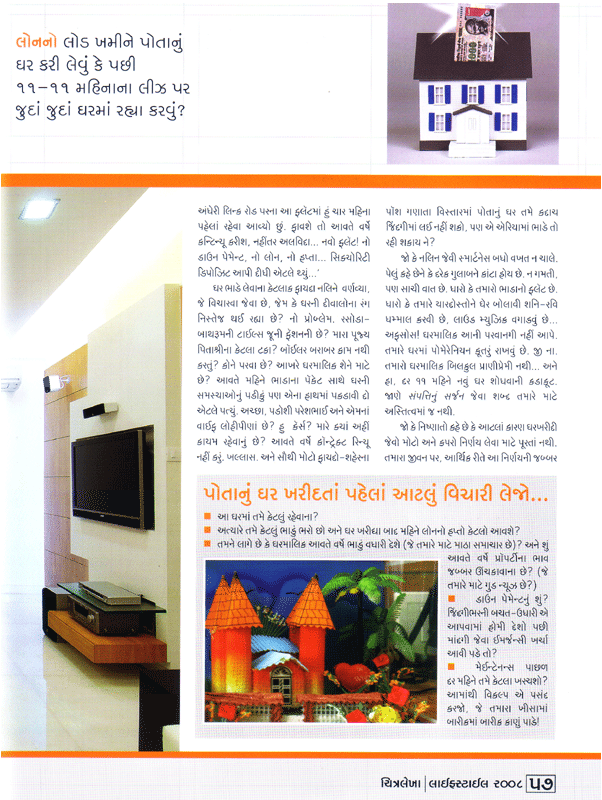 લોનનો લોડ ખમીને પોતાનું
ઘર કરી લેવું કે પછી
૧૧–૧૧ મહિનાના લીઝ પર
જુદાં જુદાં ઘરમાં રહ્યા કરવું?
અંધેરી લિન્ક રોડ પરના આ ફ્લેટમાં હું ચાર મહિના
પહેલાં રહેવા આવ્યો છું. ફાવશે તો આવતે વર્ષે
કન્ટિન્યૂ કરીશ, નહીંતર અલવિદા... નવો ફ્લેટ! નો
ડાઉન પેમેન્ટ, નો લોન, નો હપ્તા... સિક્યોરિટી
ડિપોઝિટ આપી દીધી એટલે થયું...'
ઘર ભાડે લેવાના કેટલાક ફાયદા નલિને વર્ણવ્યા,
જે વિચારવા જેવા છે, જેમ કે ઘરની દીવાલોના રંગ
નિસ્તેજ થઈ રહ્યા છે? નો પ્રોબ્લેમ. રસોડા-
બાથરૂમની ટાઈલ્સ જૂની ફેશનની છે? મારા પૂજ્ય
પિતાશ્રીના કેટલા ટકા? બૉઈલર બરાબર કામ નથી
કરતું? કોને પરવા છે? આખરે ઘરમાલિક શેને માટે
છે? આવતે મહિને ભાડાના પૅકેટ સાથે ઘરની
સમસ્યાઓનું પડીકું પણ એના હાથમાં પકડાવી દો
એટલે પત્યું. અચ્છા, પડોશી પરેશભાઈ અને એમનાં
વાઈફ લોહીપીણાં છે? હુ કેર્સ? મારે ક્યાં અહીં
કાયમ રહેવાનું છે? આવતે વર્ષે કોન્ટ્રેક્ટ રિન્યૂ
નહીં કરું, ખલ્લાસ. અને સૌથી મોટો ફાયદો-શહેરના
પૉશ ગણાતા વિસ્તારમાં પોતાનું ઘર તમે કદાચ
જિંદગીમાં લઈ નહીં શકો, પણ એ એરિયામાં ભાડે તો
રહી શકાય ને?
જો કે નલિન જેવી સ્માર્ટનેસ બધો વખત ન ચાલે.
પેલું કહે છેને કે દરેક ગુલાબને કાંટા હોય છે. ન ગમતી,
પણ સાચી વાત છે. ધારો કે તમારો ભાડાનો ફ્લેટ છે.
ધારો કે તમારે યારદોસ્તોને ઘેર બોલાવી શનિ-રવિ
ધમ્માલ કરવી છે, લાઉડ મ્યુઝિક વગાડવું છે...
અફસોસ! ઘરમાલિક આની પરવાનગી નહીં આપે.
તમારે ઘરમાં પોમેરેનિયન કૂતરું રાખવું છે. જી ના.
તમારો ઘરમાલિક બિલકુલ પ્રાણીપ્રેમી નથી... અને
હા, દર ૧૧ મહિને નવું ઘર શોધવાની કડાકૂટ.
જાણે સંપત્તિનું સર્જન જેવા શબ્દ તમારે માટે
અસ્તિત્વમાં જ નથી.
જો કે નિષ્ણાતો કહે છે કે આટલાં કારણ ઘરખરીદી
જેવો મોટો અને કપરો નિર્ણય લેવા માટે પૂરતાં નથી.
તમારા જીવન પર, આર્થિક રીતે આ નિર્ણયની જબ્બર
પોતાનું ઘર ખરીદતાં પહેલાં આટલું વિચારી લેજો...
■ આ ઘરમાં તમે કેટલું રહેવાના?
■ અત્યારે તમે કેટલું ભાડું ભરો છો અને ઘર ખરીદ્યા બાદ મહિને લોનનો હપ્તો કેટલો આવશે?
■ તમને લાગે છે કે ઘરમાલિક આવતે વર્ષે ભાડું વધારી દેશે (જે તમારે માટે માઠા સમાચાર છે)? અને શું
આવતે વર્ષે પ્રોપર્ટીના ભાવ
જબ્બર ઊંચકાવાના છે? (જે
તમારે માટે ગુડ ન્યૂઝ છે?)
■ ડાઉન પેમેન્ટનું શું?
જિંદગીભરની બચત-ઉધારી એ
આપવામાં હોમી દેશો પછી
માંદગી જેવા ઈમર્જન્સી ખર્ચા
આવી પડે તો?
■ મેઈન્ટેનન્સ પાછળ
દર મહિને તમે કેટલા ખર્ચશો?
આમાંથી વિકલ્પ એ પસંદ
કરજો, જે તમારા ખીસામાં
બારીકમાં બારીક કાણું પાડે!
ચિત્રલેખા | લાઈફસ્ટાઈલ ૨૦૦૮ ૫૭